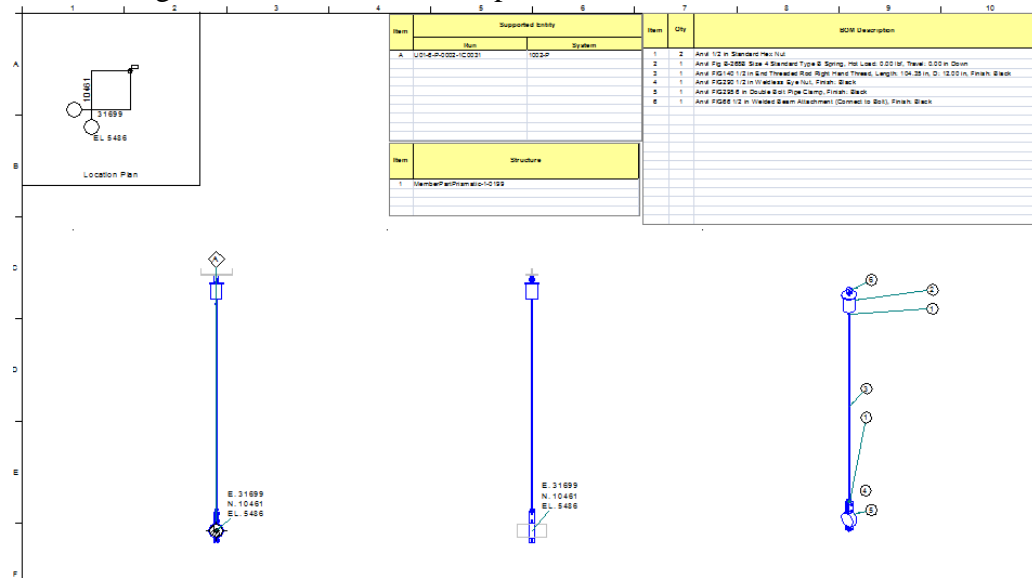 1 2 3 4 5 6 7 8 9 10
Item Supported Entity
Run System
A 1002-P
Item Qty BOM Description
1 2 Anvil 1/2 in Standard Hex Nut
2 1 Anvil Fig B-268B Size 4 Standard Type B Spring, Hot Load: 0.00 lbf, Travel: 0.00 in Down
3 1 Anvil FIG140 1/2 in End Threaded Rod Right Hand Thread, Length: 104.35 in, D: 12.00 in, Finish: Black
4 1 Anvil FIG290 1/2 in Weldless Eye Nut, Finish: Black
5 1 Anvil FIG295 6 in Double Bolt Pipe Clamp, Finish: Black
6 1 Anvil FIG66 1/2 in Welded Beam Attachment (Connect to Bolt), Finish: Black
Item Structure
1 MemberPartPrismatic-1-0199
A
B
D
D
E
F
10461
31699
EL 5486
Location Plan
A
E. 31699
N. 10461
EL. 5486
E. 31699
N. 10461
EL. 5486
6
2
1
3
1
4
5